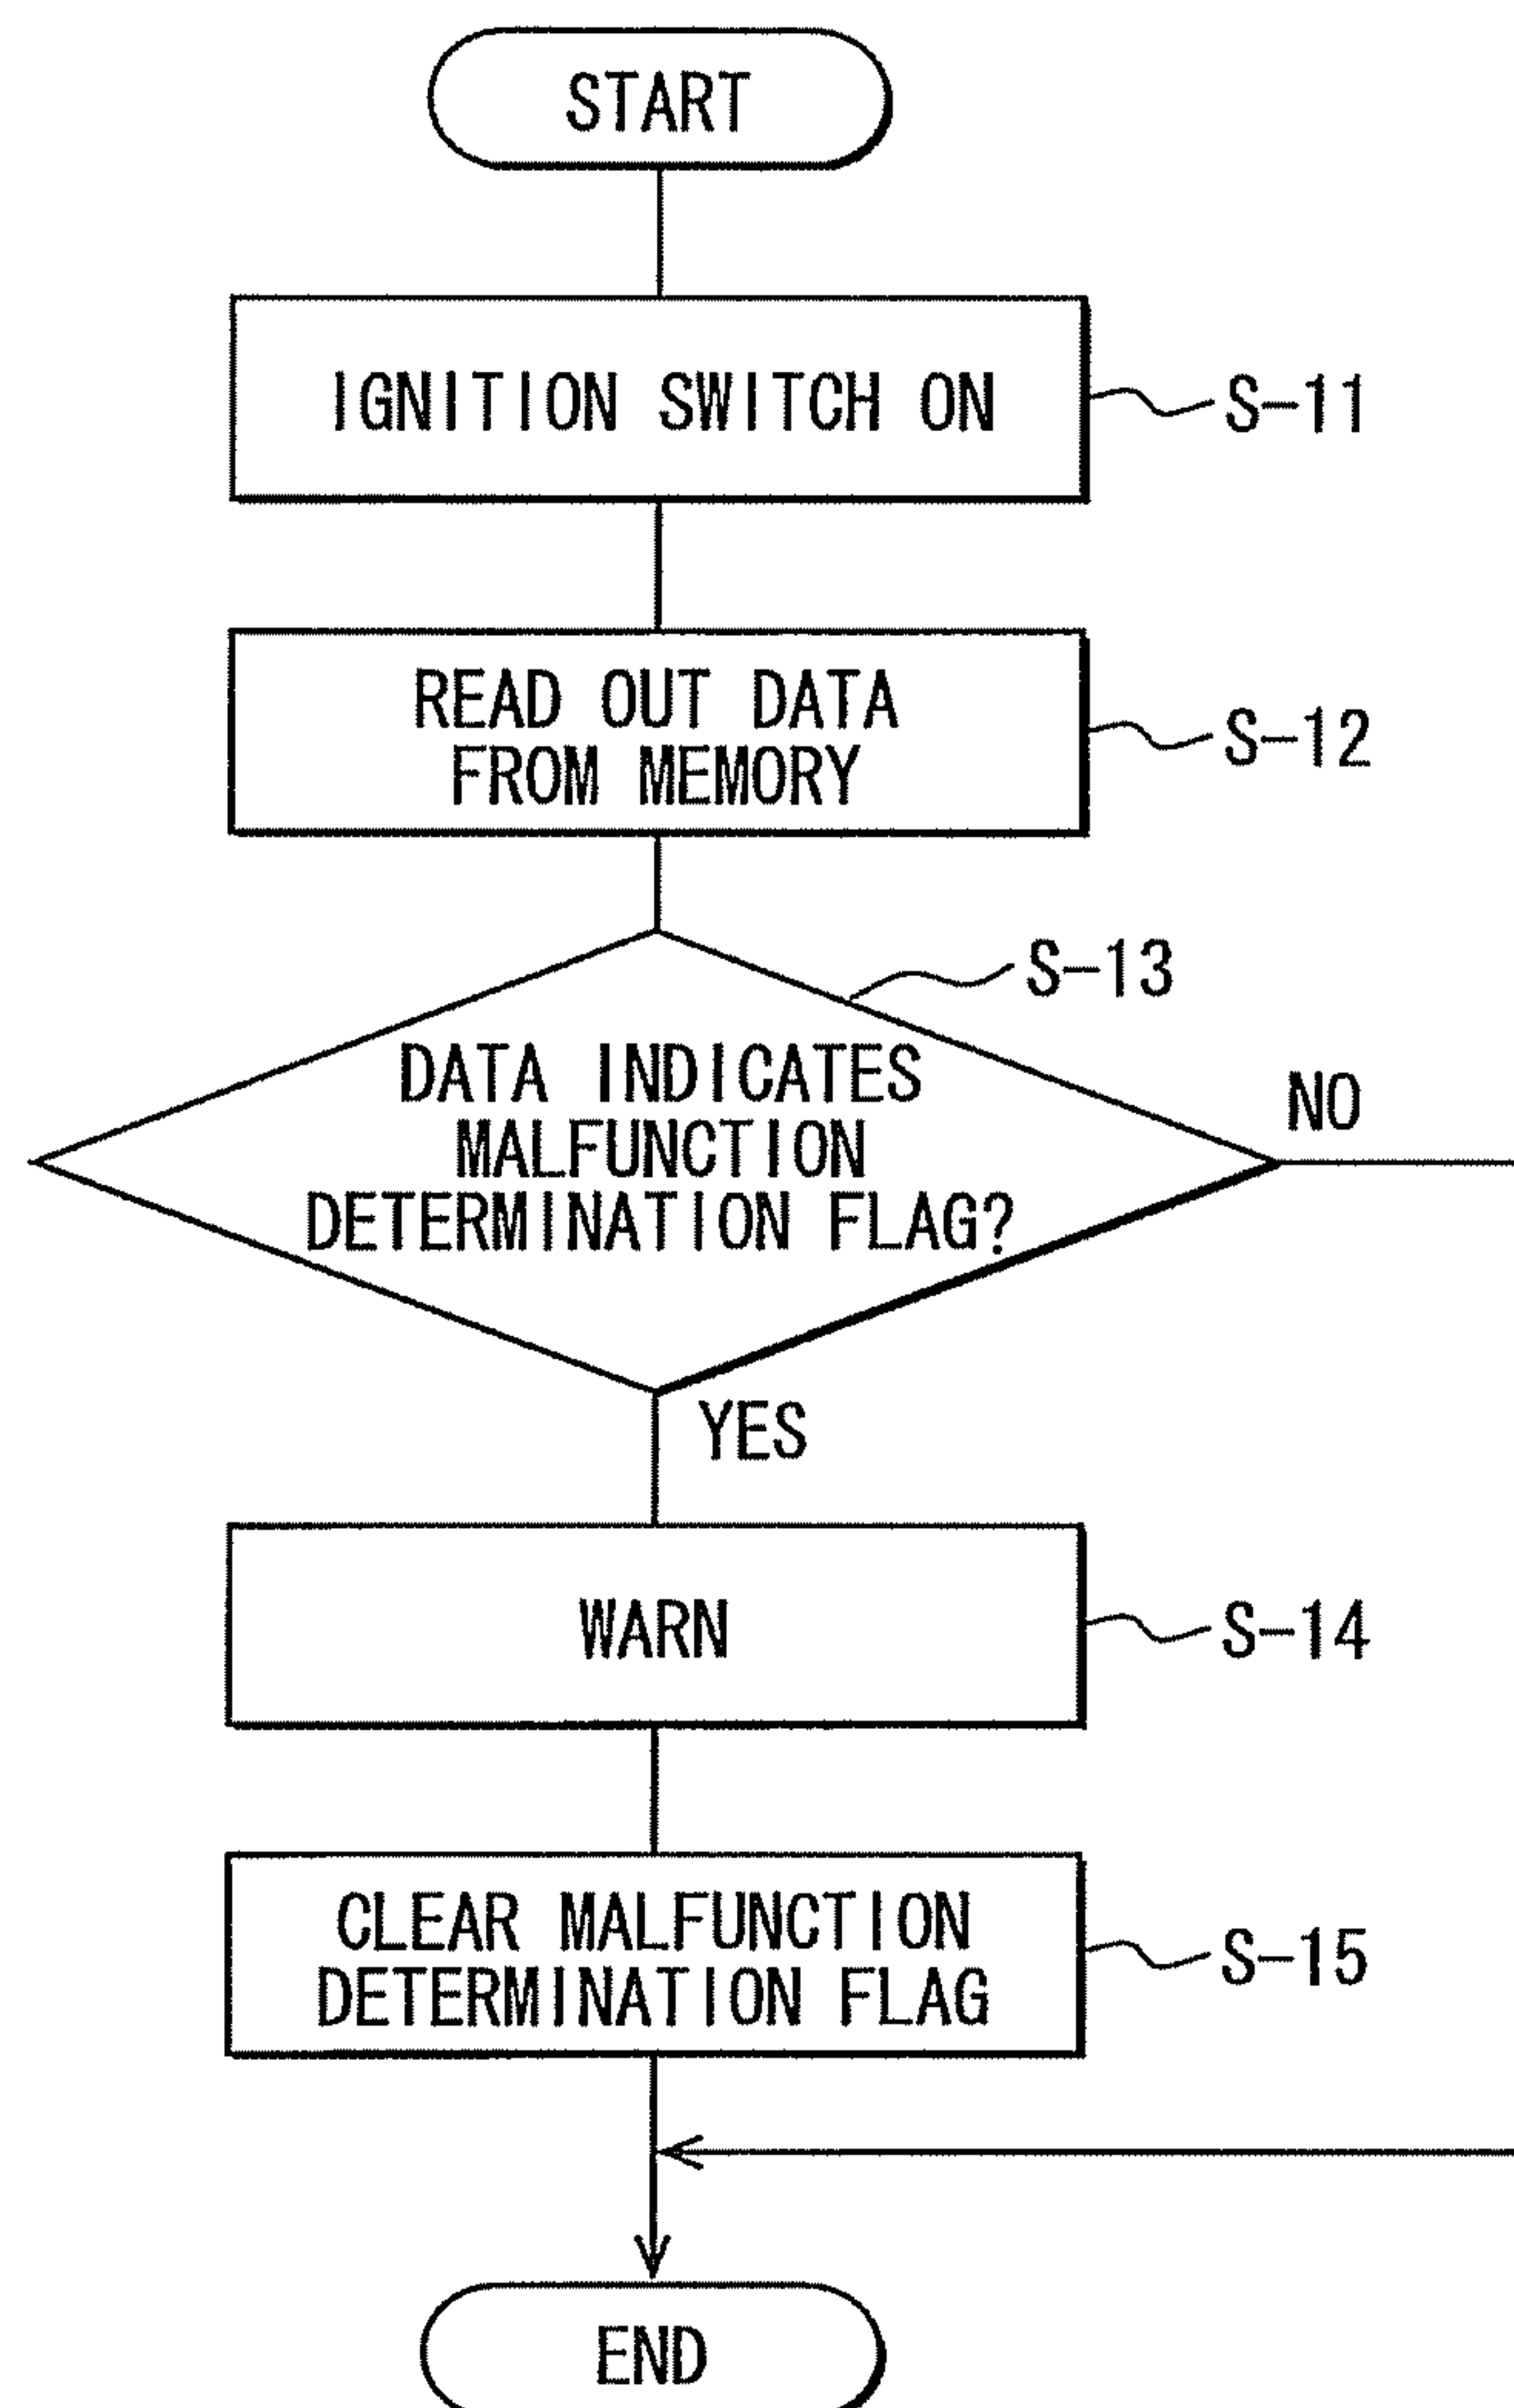 START
IGNITION SWITCH ON
S-11
READ OUT DATA
FROM MEMORY
S-12
S-13
DATA INDICATES
MALFUNCTION
DETERMINATION FLAG?
NO
YES
WARN
S-14
CLEAR MALFUNCTION
DETERMINATION FLAG
S-15
END